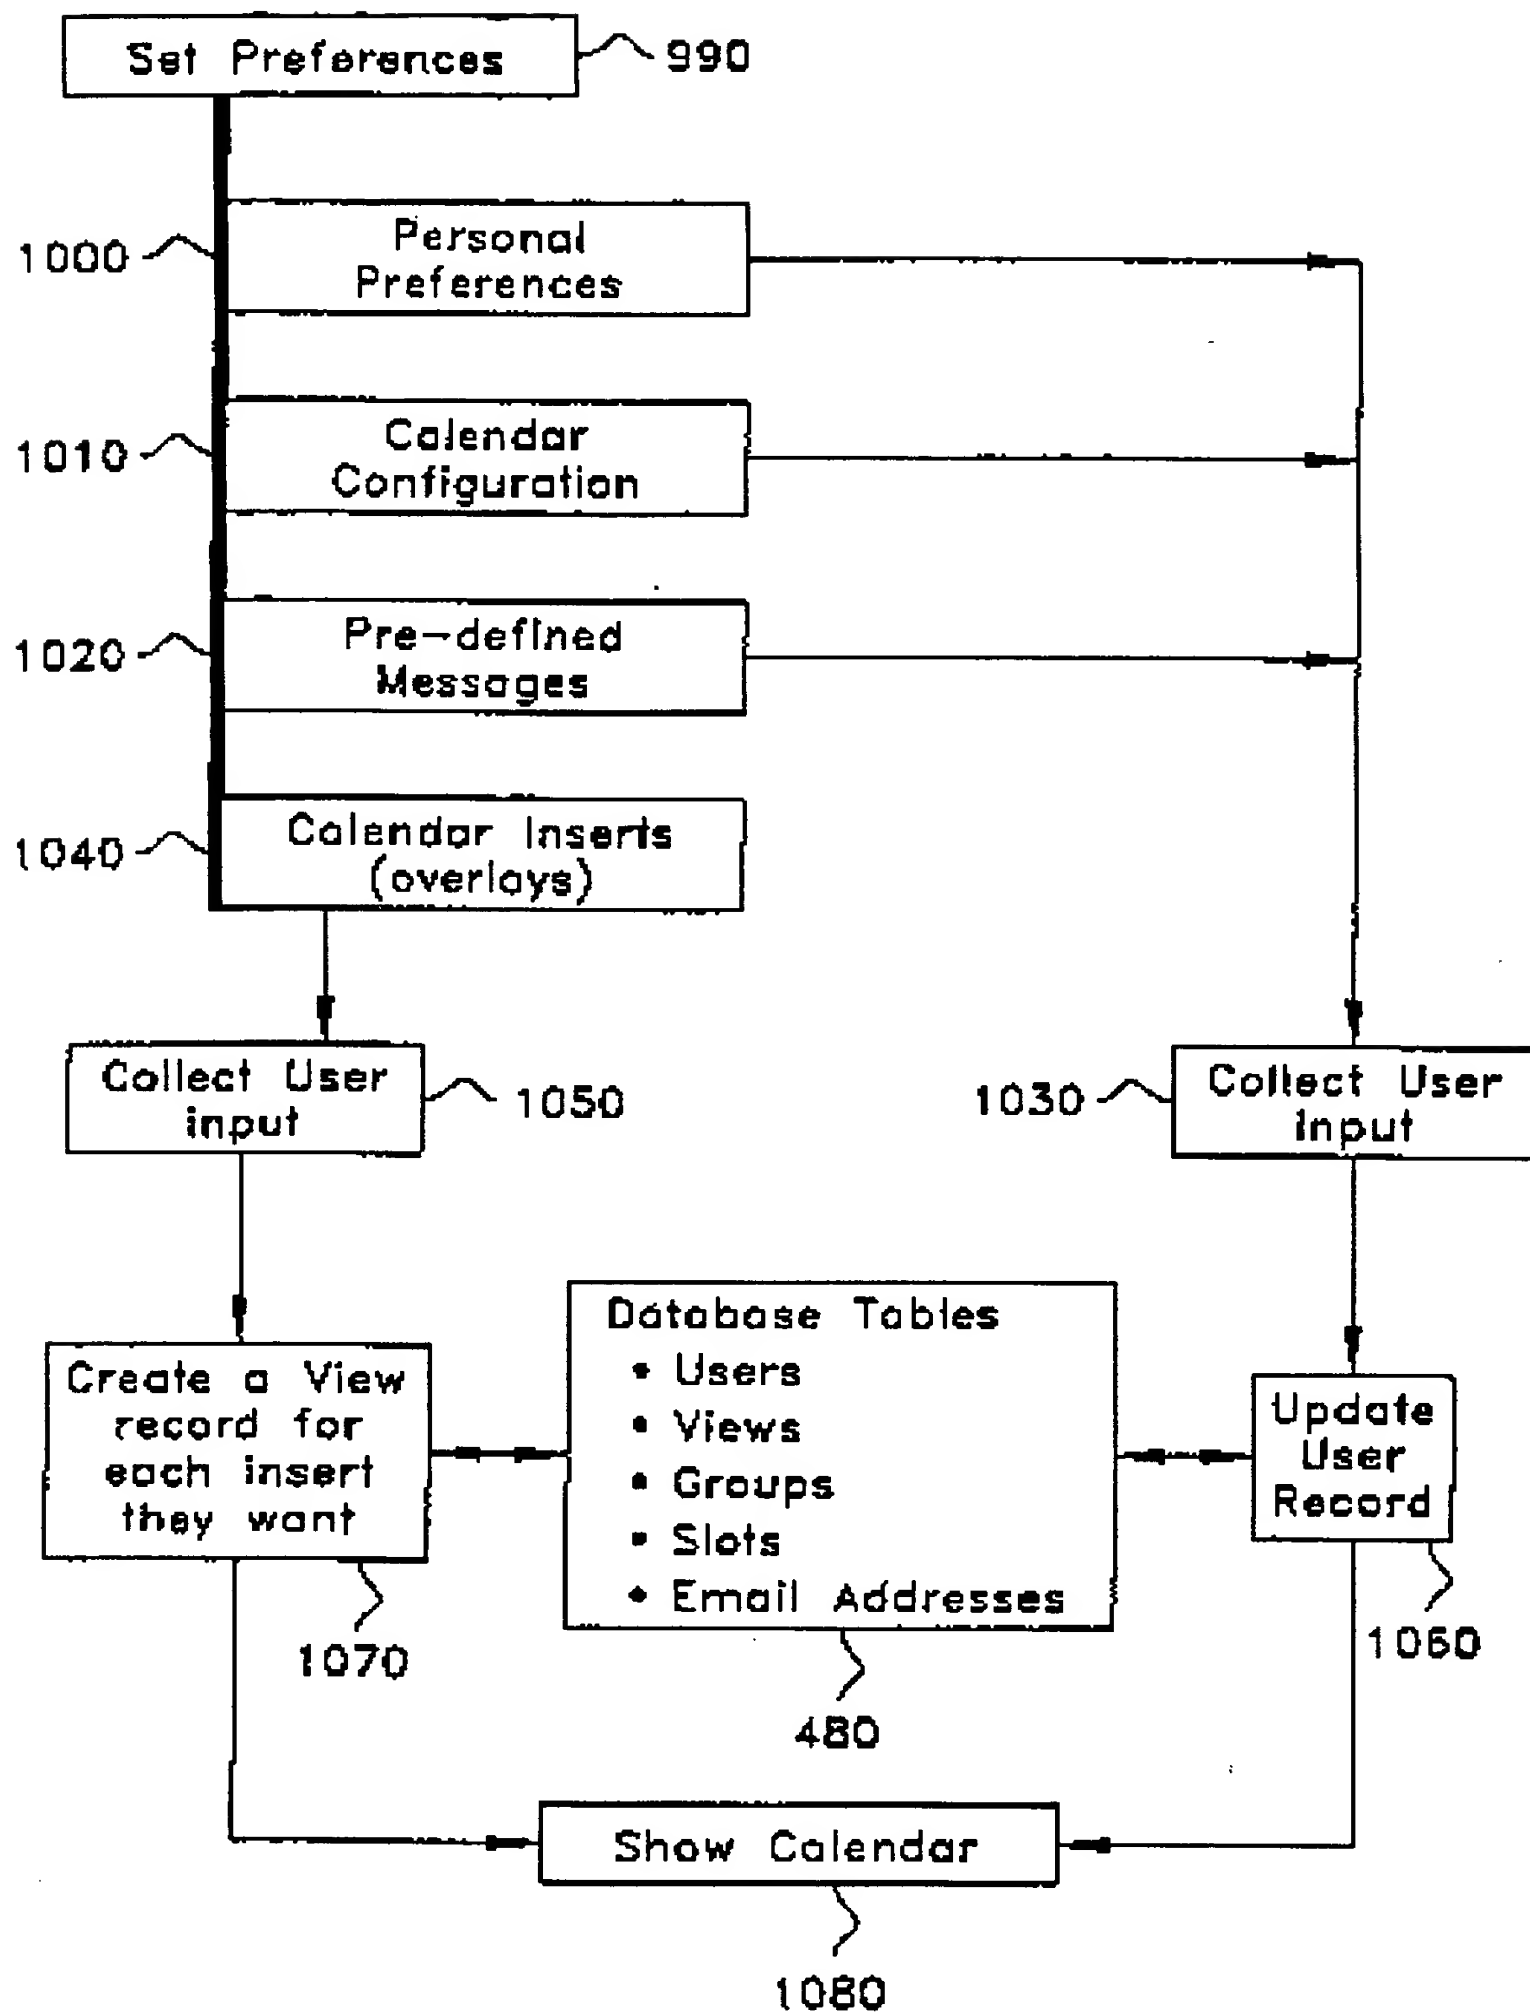 Set Preferences
990
Personal
Preferences
1000
Calendar
Configuration
1010
Pre-defined
Messages
1020
Calendar Inserts
(overlays)
1040
Collect User
input
1050
1030
Collect User
Input
Create a View
record for
each insert
they want
1070
Database Tables
• Users
• Views
• Groups
• Slots
• Email Addresses
480
Update
User
Record
1060
Show Calendar
1080